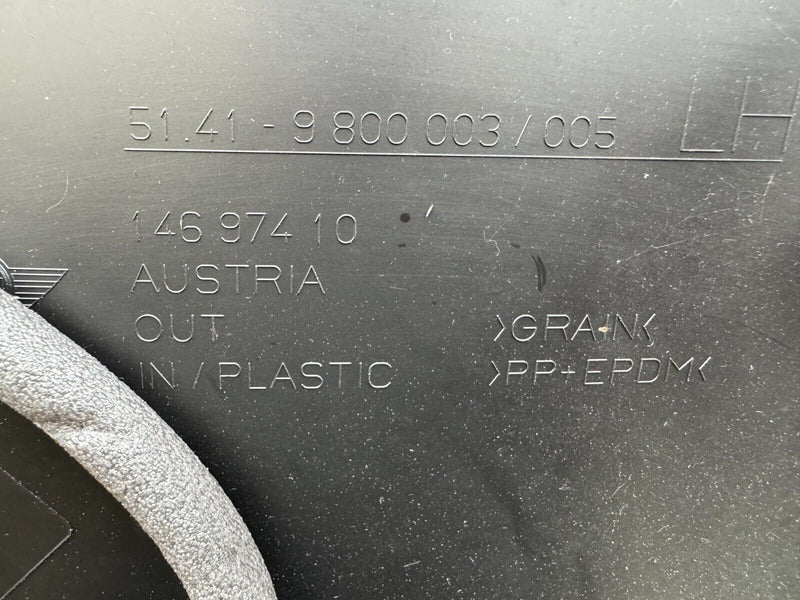 51.41 - 9 800 003 / 005 LH
146 974 10
AUSTRIA
OUT
>GRAIN<
IN / PLASTIC
>PP+EPDM<